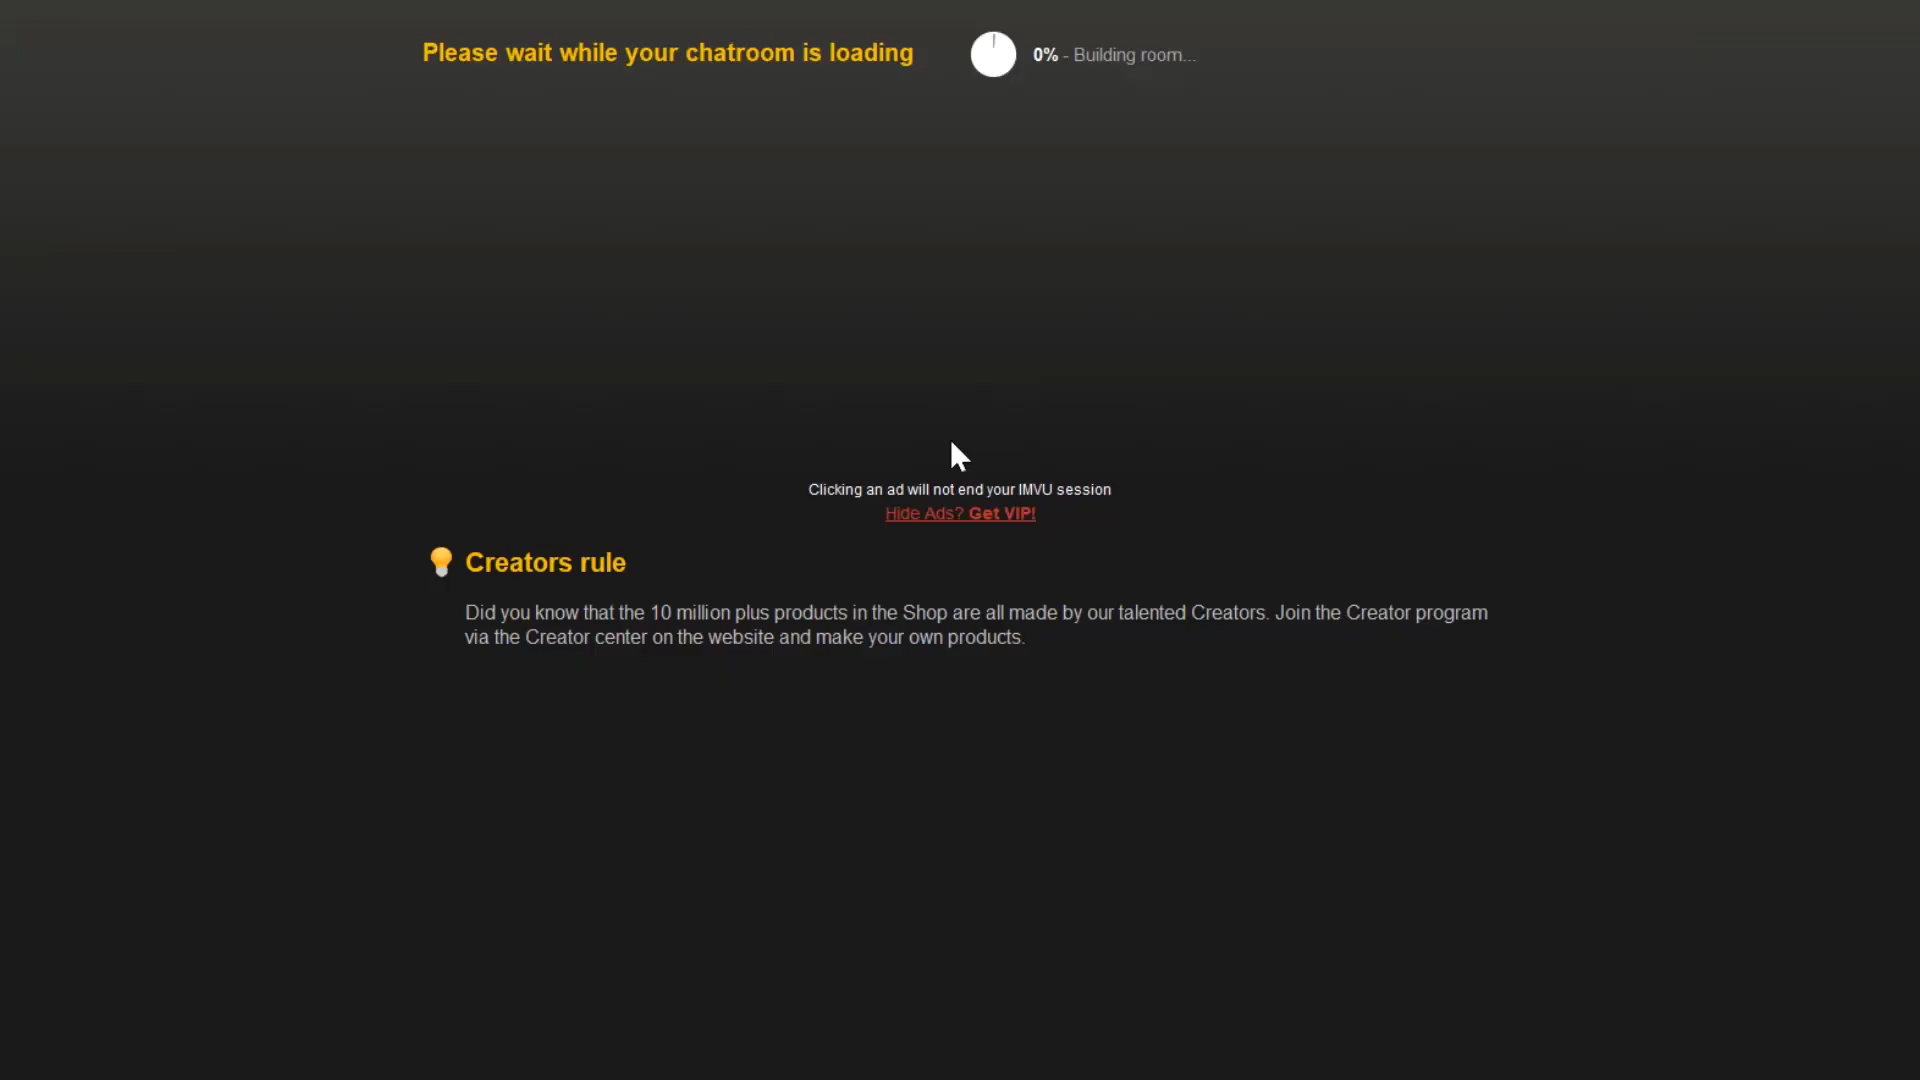 Please wait while your chatroom is loading
0% - Building room...
Clicking an ad will not end your IMVU session
Hide Ads? Get VIP!
Creators rule
Did you know that the 10 million plus products in the Shop are all made by our talented Creators. Join the Creator program
via the Creator center on the website and make your own products.